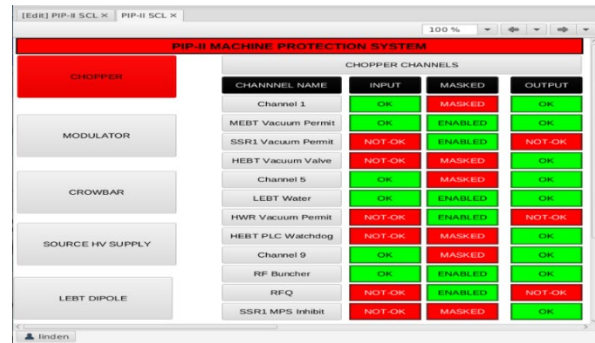 [Edit] PIP-II SCL × PIP-II SCL ×
100 %
PIP-II MACHINE PROTECTION SYSTEM
CHOPPER
MODULATOR
CROWBAR
SOURCE HV SUPPLY
LEBT DIPOLE
CHOPPER CHANNELS
CHANNNEL NAME INPUT MASKED OUTPUT
Channel 1 OK MASKED OK
MEBT Vacuum Permit OK ENABLED OK
SSR1 Vacuum Permit NOT-OK ENABLED NOT-OK
HEBT Vacuum Valve NOT-OK MASKED OK
Channel 5 OK MASKED OK
LEBT Water OK ENABLED OK
HWR Vacuum Permit NOT-OK ENABLED NOT-OK
HEBT PLC Watchdog NOT-OK MASKED OK
Channel 9 OK MASKED OK
RF Buncher OK ENABLED OK
RFQ NOT-OK ENABLED NOT-OK
SSR1 MPS Inhibit NOT-OK MASKED OK
linden